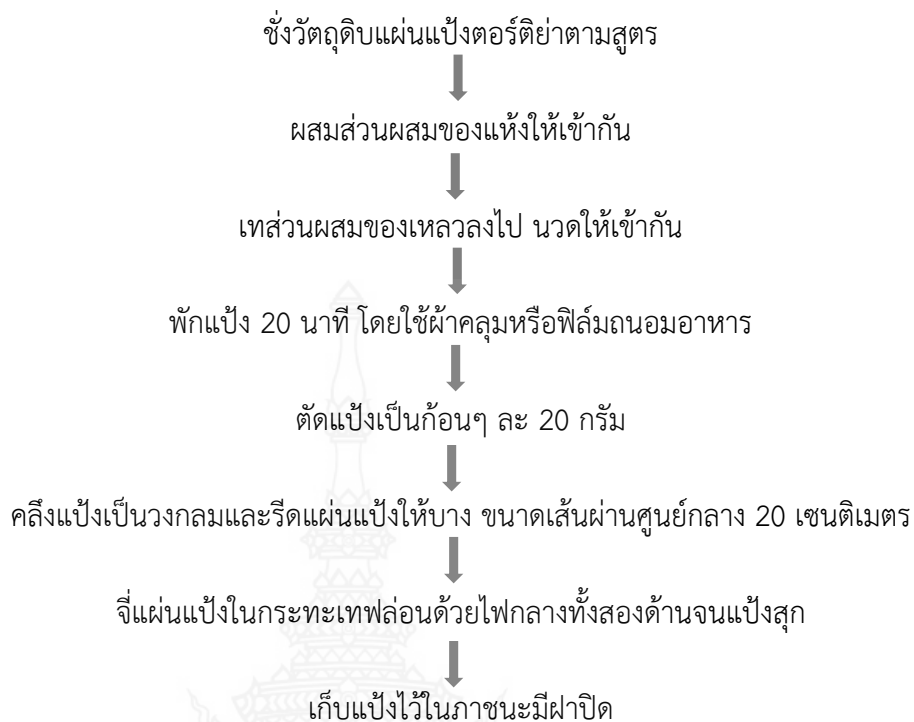 ชั่งวัตถุดิบแผ่นแป้งตอร์ติย่าตามสูตร
ผสมส่วนผสมของแห้งให้เข้ากัน
เทส่วนผสมของเหลวลงไป นวดให้เข้ากัน
พักแป้ง 20 นาที โดยใช้ผ้าคลุมหรือฟิล์มถนอมอาหาร
ตัดแป้งเป็นก้อนๆ ละ 20 กรัม
คลึงแป้งเป็นวงกลมและรีดแผ่นแป้งให้บาง ขนาดเส้นผ่านศูนย์กลาง 20 เซนติเมตร
จี่แผ่นแป้งในกระทะเทฟล่อนด้วยไฟกลางทั้งสองด้านจนแป้งสุก
เก็บแป้งไว้ในภาชนะมีฝาปิด